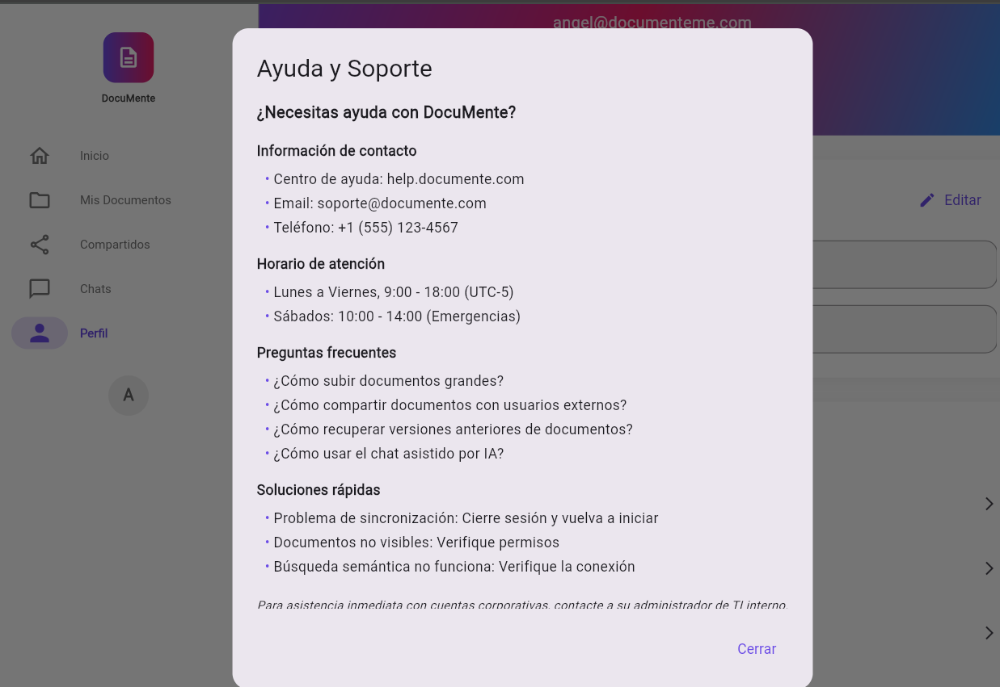 angel@documenteme.com
DocuMente
Inicio
Mis Documentos
Compartidos
Chats
Perfil
A
Editar
Ayuda y Soporte
¿Necesitas ayuda con DocuMente?
Información de contacto
• Centro de ayuda: help.documente.com
• Email: soporte@documente.com
• Teléfono: +1 (555) 123-4567
Horario de atención
• Lunes a Viernes, 9:00 - 18:00 (UTC-5)
• Sábados: 10:00 - 14:00 (Emergencias)
Preguntas frecuentes
• ¿Cómo subir documentos grandes?
• ¿Cómo compartir documentos con usuarios externos?
• ¿Cómo recuperar versiones anteriores de documentos?
• ¿Cómo usar el chat asistido por IA?
Soluciones rápidas
• Problema de sincronización: Cierre sesión y vuelva a iniciar
• Documentos no visibles: Verifique permisos
• Búsqueda semántica no funciona: Verifique la conexión
Para asistencia inmediata con cuentas corporativas, contacte a su administrador de TI interno.
Cerrar